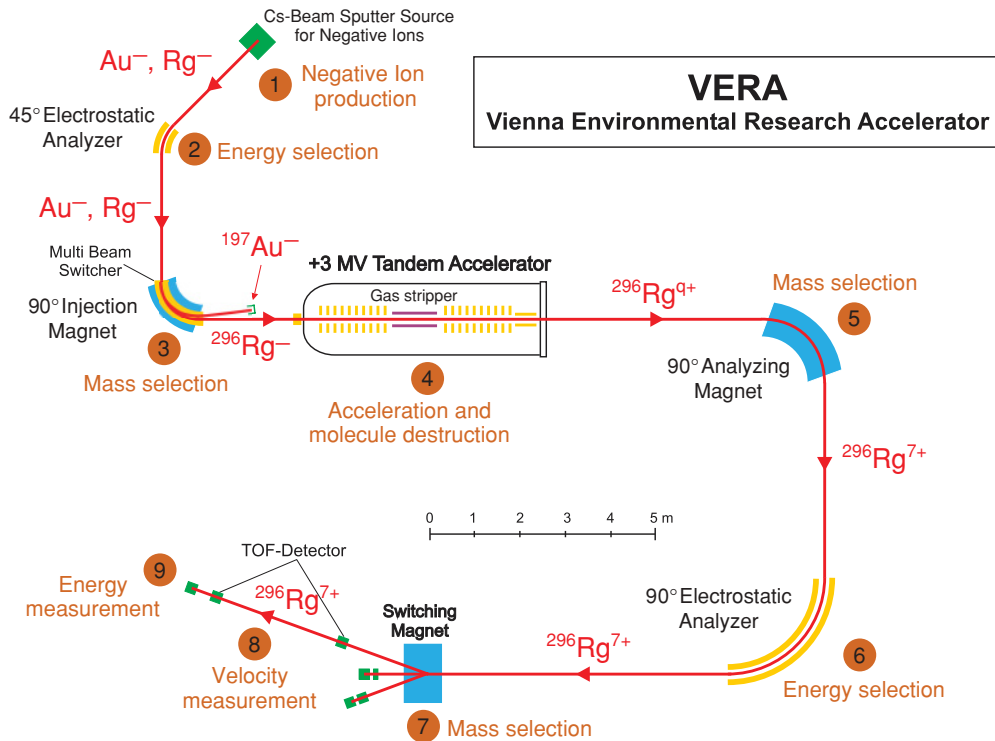 Cs-Beam Sputter Source
for Negative Ions
Au⁻, Rg⁻
1
Negative Ion
production
VERA
Vienna Environmental Research Accelerator
45° Electrostatic
Analyzer
2
Energy selection
Au⁻, Rg⁻
Multi Beam
Switcher
¹⁹⁷Au⁻
90° Injection
Magnet
3
Mass selection
²⁹⁶Rg⁻
+3 MV Tandem Accelerator
Gas stripper
4
Acceleration and
molecule destruction
²⁹⁶Rg^q+
Mass selection
5
90° Analyzing
Magnet
²⁹⁶Rg⁷⁺
0 1 2 3 4 5 m
90° Electrostatic
Analyzer
6
Energy selection
²⁹⁶Rg⁷⁺
Switching
Magnet
7
Mass selection
TOF-Detector
²⁹⁶Rg⁷⁺
8
Velocity
measurement
9
Energy
measurement